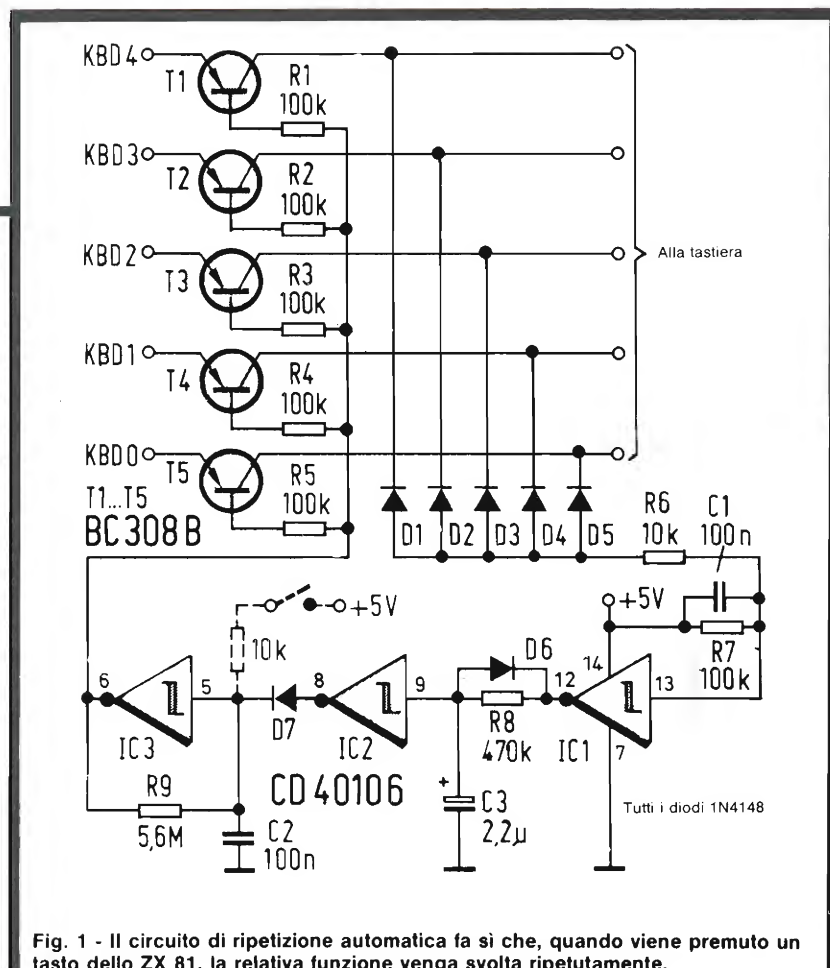 KBD4
T1
R1
100k
KBD3
T2
R2
100k
KBD2
T3
R3
100k
Alla tastiera
KBD1
T4
R4
100k
KBD0
T5
R5
100k
T1...T5
BC308B
D1 D2 D3 D4 D5
R6
10k
C1
100n
+5V
+5V
10k
R7
100k
D6
14
13
12
7
IC1
R8
470k
9
8
IC2
D7
5
6
IC3
CD40106
R9
5,6M
C2
100n
+
C3
2,2µ
Tutti i diodi 1N4148
Fig. 1 - Il circuito di ripetizione automatica fa sì che, quando viene premuto un
tasto dello ZX 81, la relativa funzione venga svolta ripetutamente.